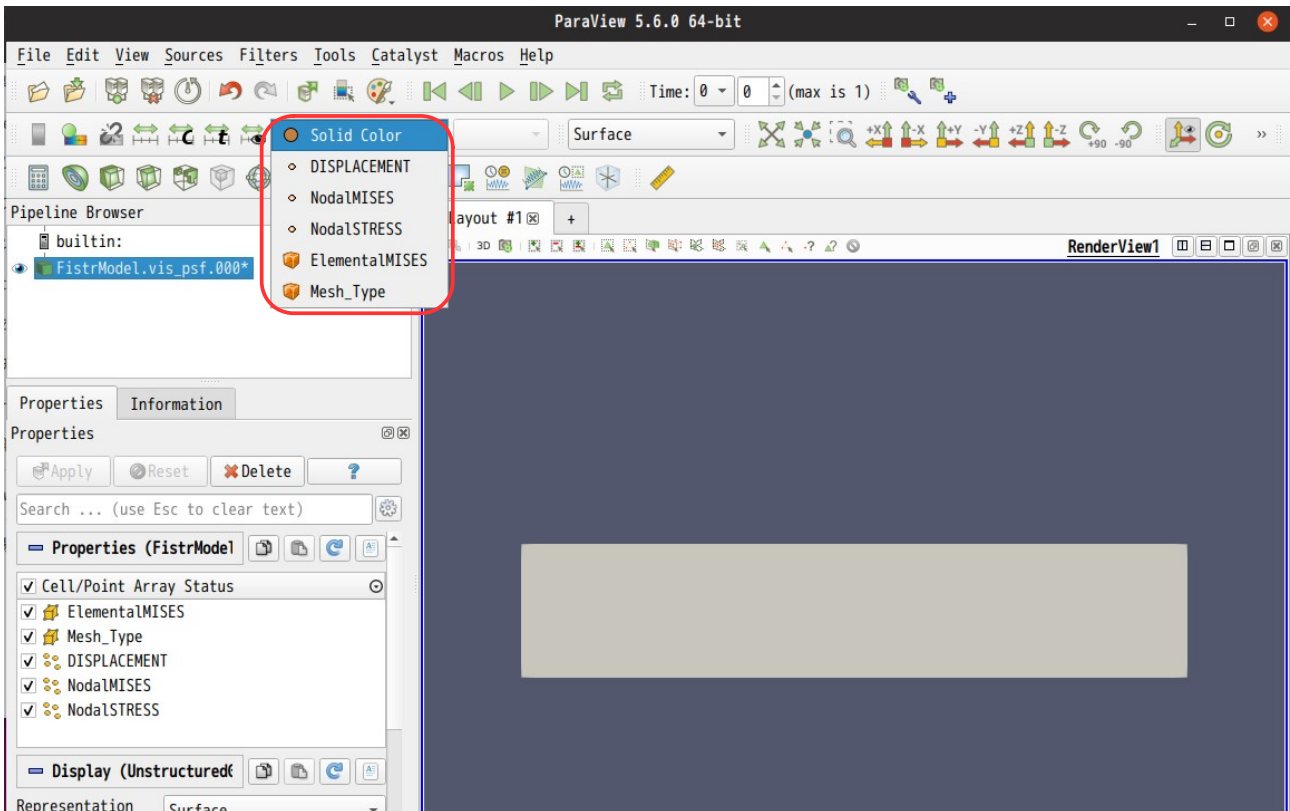 ParaView 5.6.0 64-bit
File Edit View Sources Filters Tools Catalyst Macros Help
Time: 0 0 (max is 1)
Solid Color
Surface
+X -X +Y -Y +Z -Z +90 -90 »
DISPLACEMENT
NodalMISES
NodalSTRESS
ElementalMISES
Mesh_Type
Pipeline Browser
builtin:
FistrModel.vis_psf.000*
ayout #1 +
3D
RenderView1
Properties Information
Properties
Apply Reset Delete ?
Search ... (use Esc to clear text)
Properties (FistrModel
Cell/Point Array Status
ElementalMISES
Mesh_Type
DISPLACEMENT
NodalMISES
NodalSTRESS
Display (Unstructured
Representation Surface